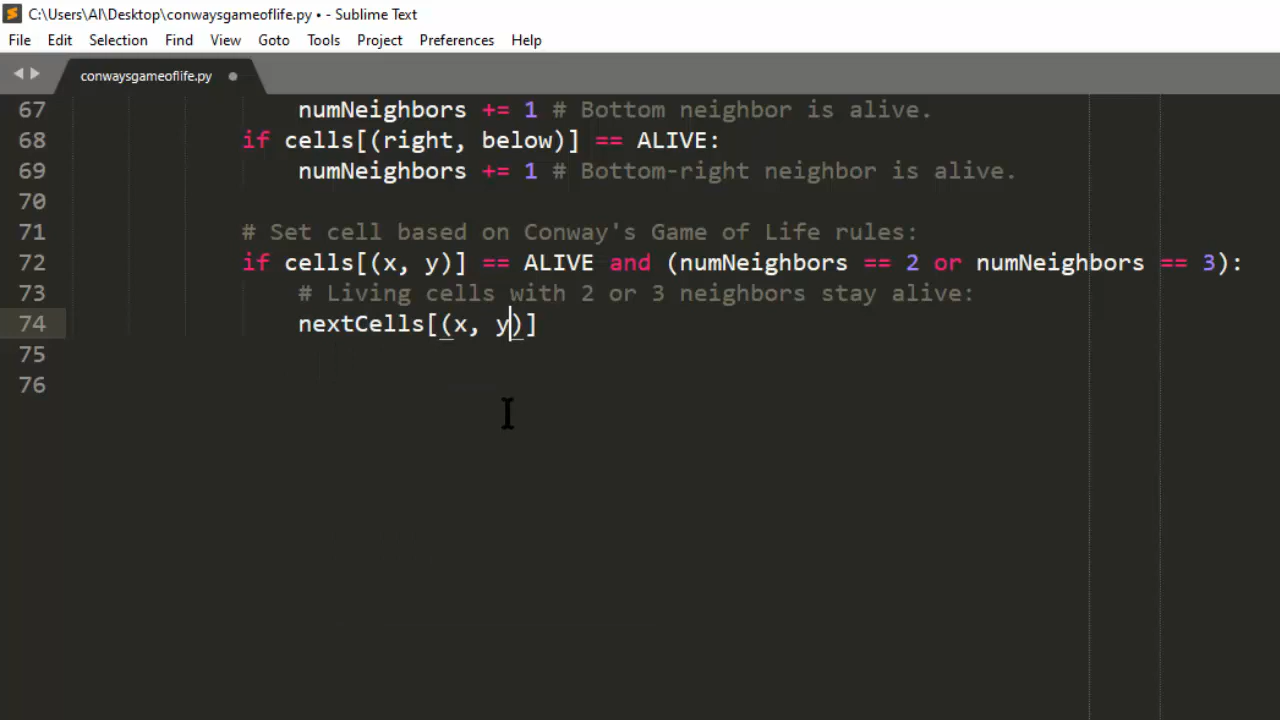 C:\Users\Al\Desktop\conwaysgameoflife.py • - Sublime Text
File Edit Selection Find View Goto Tools Project Preferences Help
conwaysgameoflife.py
67 numNeighbors += 1 # Bottom neighbor is alive.
68 if cells[(right, below)] == ALIVE:
69 numNeighbors += 1 # Bottom-right neighbor is alive.
70
71 # Set cell based on Conway's Game of Life rules:
72 if cells[(x, y)] == ALIVE and (numNeighbors == 2 or numNeighbors == 3):
73 # Living cells with 2 or 3 neighbors stay alive:
74 nextCells[(x, y)]
75
76